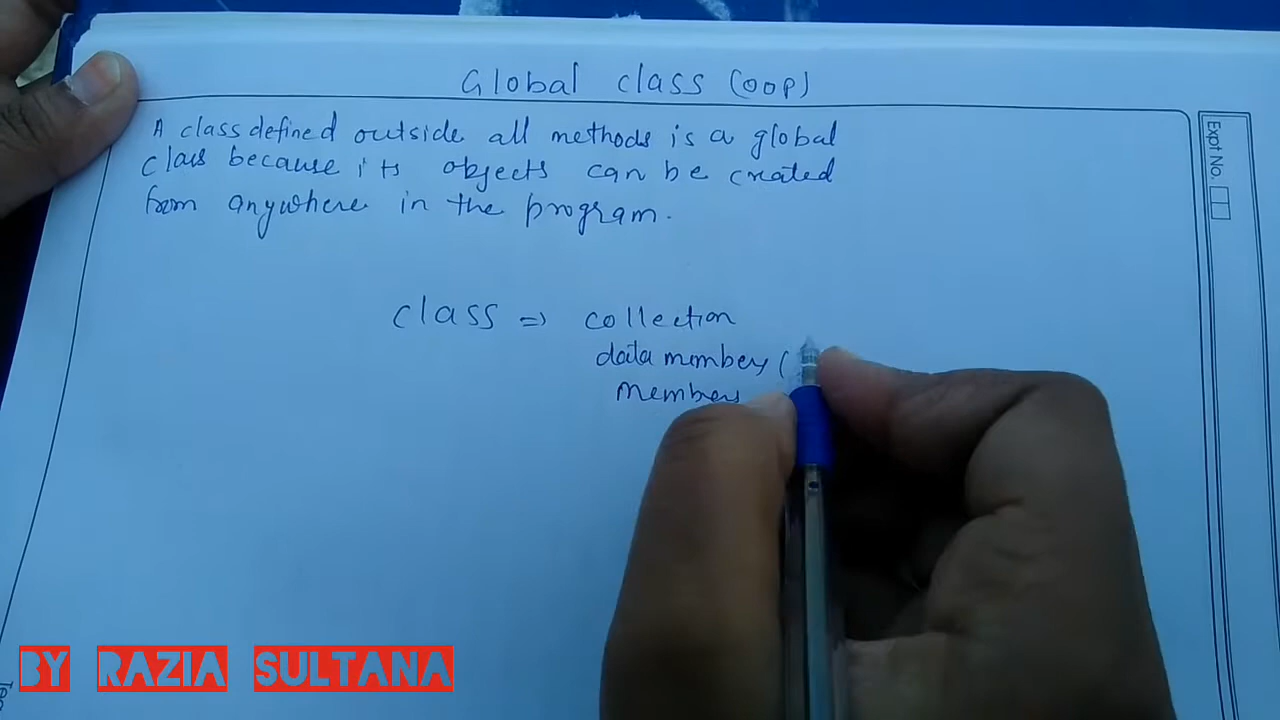 Global class (OOP)
A class defined outside all methods is a global
class because its objects can be created
from anywhere in the program.
class => collection
data members (
members
Expt No.
BY RAZIA SULTANA